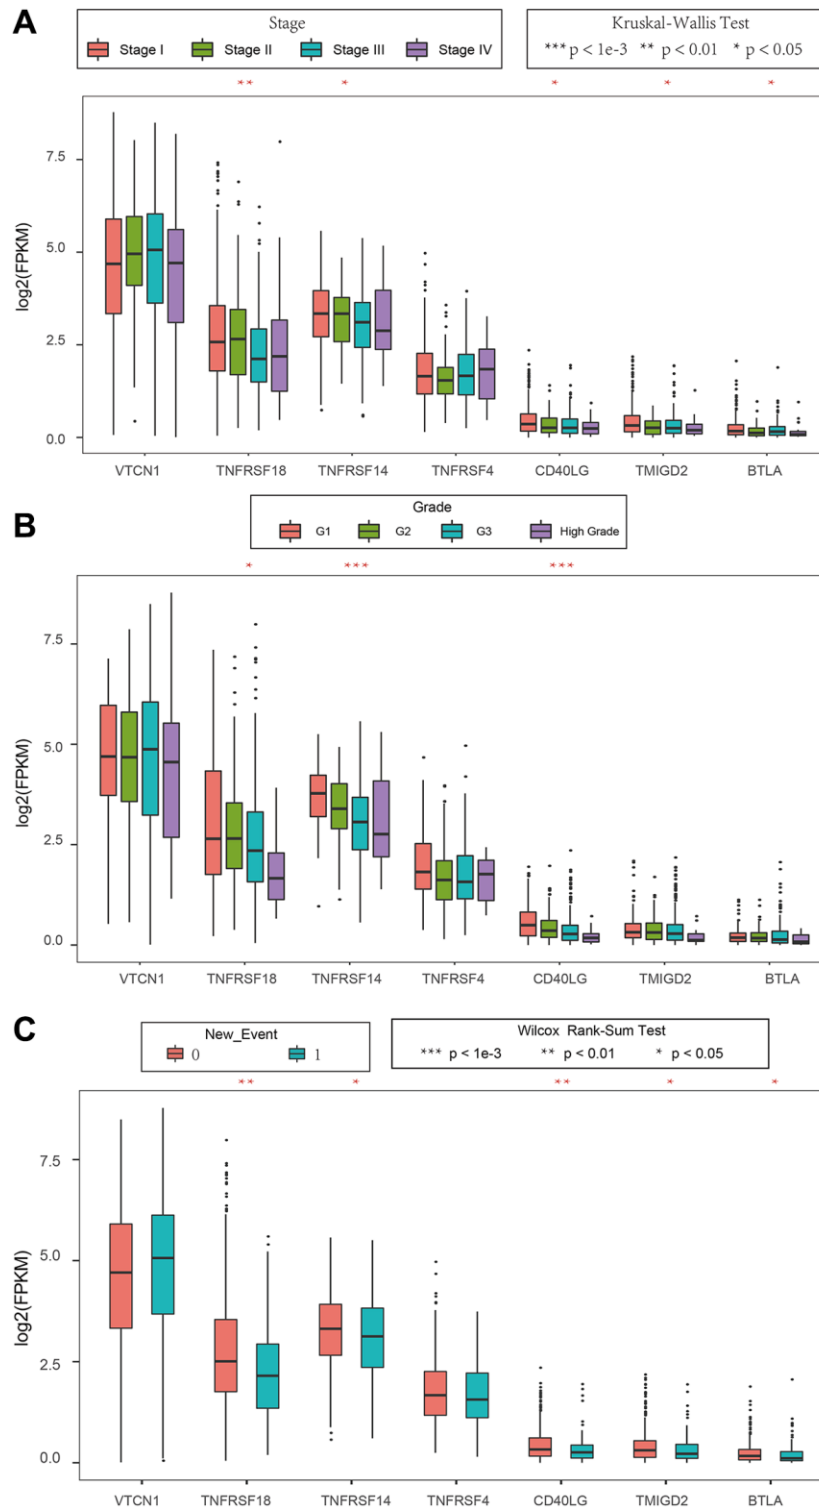 A
Stage
Stage I Stage II Stage III Stage IV
Kruskal-Wallis Test
*** p < 1e-3 ** p < 0.01 * p < 0.05
** * * * *
7.5
5.0
2.5
0.0
log2(FPKM)
VTCN1 TNFRSF18 TNFRSF14 TNFRSF4 CD40LG TMIGD2 BTLA
B
Grade
G1 G2 G3 High Grade
* *** ***
7.5
5.0
2.5
0.0
log2(FPKM)
VTCN1 TNFRSF18 TNFRSF14 TNFRSF4 CD40LG TMIGD2 BTLA
C
New_Event
0 1
Wilcox Rank-Sum Test
*** p < 1e-3 ** p < 0.01 * p < 0.05
** * ** * *
7.5
5.0
2.5
0.0
log2(FPKM)
VTCN1 TNFRSF18 TNFRSF14 TNFRSF4 CD40LG TMIGD2 BTLA